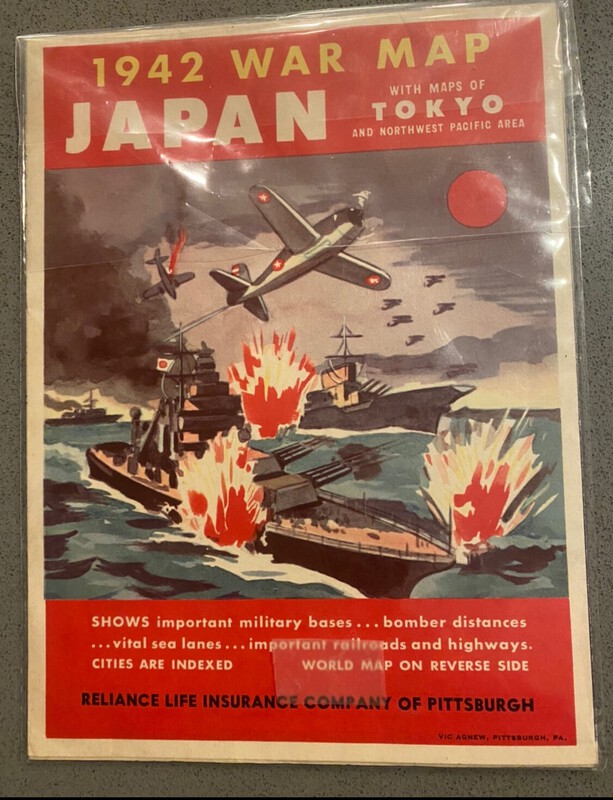 1942 WAR MAP
JAPAN
WITH MAPS OF
TOKYO
AND NORTHWEST PACIFIC AREA
SHOWS important military bases...bomber distances
...vital sea lanes...important railroads and highways.
CITIES ARE INDEXED WORLD MAP ON REVERSE SIDE
RELIANCE LIFE INSURANCE COMPANY OF PITTSBURGH
VIC AGNEW, PITTSBURGH, PA.